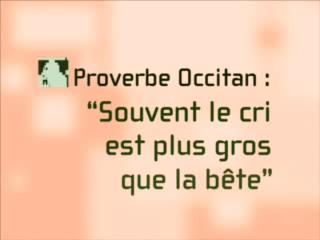 Proverbe Occitan :
“Souvent le cri
est plus gros
que la bête”